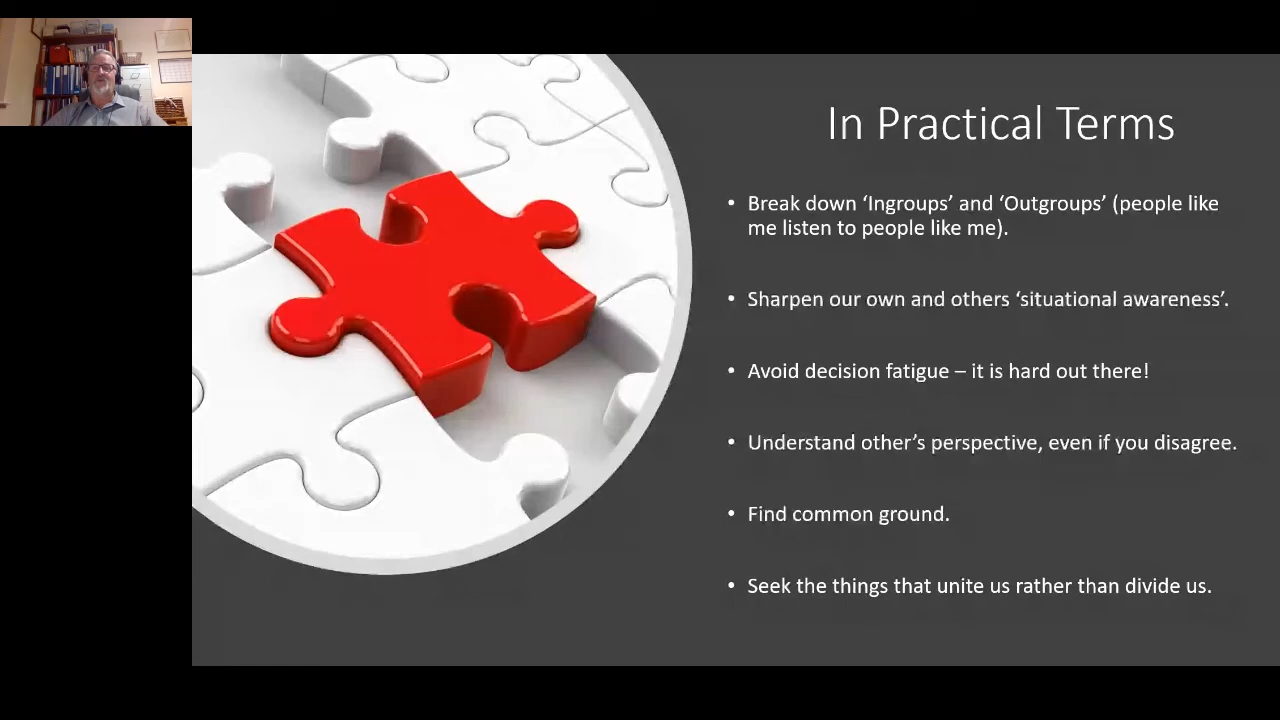 In Practical Terms
• Break down ‘Ingroups’ and ‘Outgroups’ (people like
me listen to people like me).
• Sharpen our own and others ‘situational awareness’.
• Avoid decision fatigue – it is hard out there!
• Understand other’s perspective, even if you disagree.
• Find common ground.
• Seek the things that unite us rather than divide us.